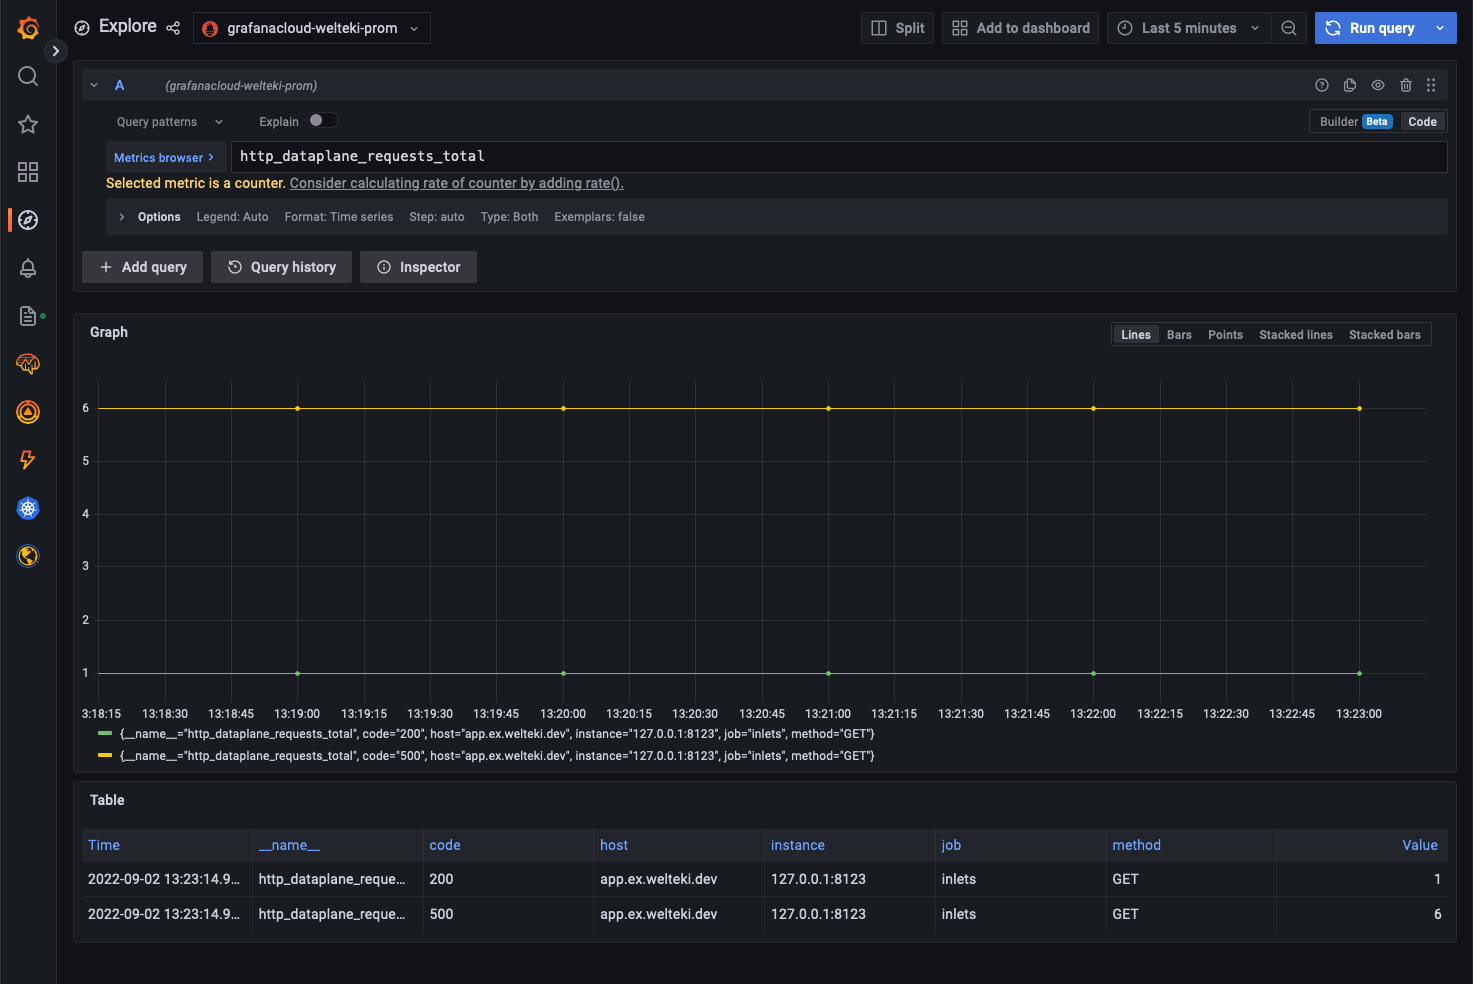 Explore grafanacloud-welteki-prom Split Add to dashboard Last 5 minutes Run query
A (grafanacloud-welteki-prom)
Query patterns Explain Builder Beta Code
Metrics browser > http_dataplane_requests_total
Selected metric is a counter. Consider calculating rate of counter by adding rate().
Options Legend: Auto Format: Time series Step: auto Type: Both Exemplars: false
+ Add query Query history Inspector
Graph
Lines Bars Points Stacked lines Stacked bars
6
5
4
3
2
1
3:18:15 13:18:30 13:18:45 13:19:00 13:19:15 13:19:30 13:19:45 13:20:00 13:20:15 13:20:30 13:20:45 13:21:00 13:21:15 13:21:30 13:21:45 13:22:00 13:22:15 13:22:30 13:22:45 13:23:00
{__name__="http_dataplane_requests_total", code="200", host="app.ex.welteki.dev", instance="127.0.0.1:8123", job="inlets", method="GET"}
{__name__="http_dataplane_requests_total", code="500", host="app.ex.welteki.dev", instance="127.0.0.1:8123", job="inlets", method="GET"}
Table
Time __name__ code host instance job method Value
2022-09-02 13:23:14.9... http_dataplane_reque... 200 app.ex.welteki.dev 127.0.0.1:8123 inlets GET 1
2022-09-02 13:23:14.9... http_dataplane_reque... 500 app.ex.welteki.dev 127.0.0.1:8123 inlets GET 6